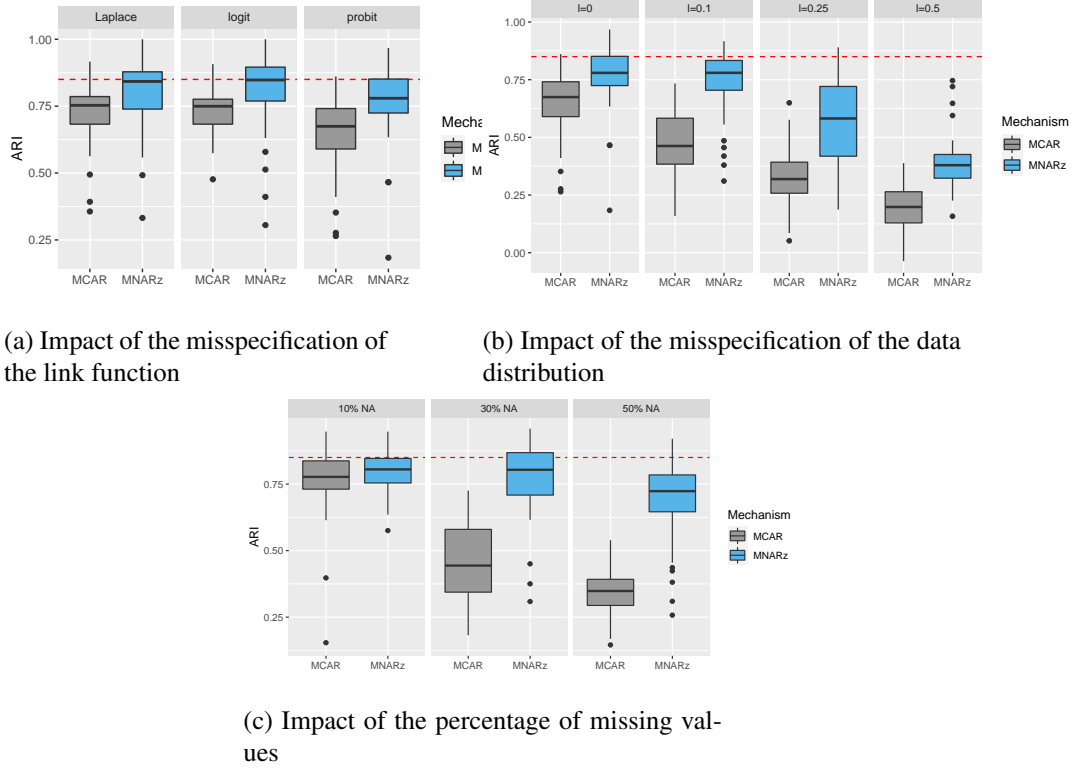 Laplace logit probit
1.00
0.75
0.50
0.25
ARI
MCAR MNARz MCAR MNARz MCAR MNARz
Mecha
M
M
l=0 l=0.1 l=0.25 l=0.5
0.75
0.50
0.25
0.00
ARI
MCAR MNARz MCAR MNARz MCAR MNARz MCAR MNARz
Mechanism
MCAR
MNARz
(a) Impact of the misspecification of
the link function
(b) Impact of the misspecification of the data
distribution
10% NA 30% NA 50% NA
0.75
0.50
0.25
ARI
MCAR MNARz MCAR MNARz MCAR MNARz
Mechanism
MCAR
MNARz
(c) Impact of the percentage of missing val-
ues